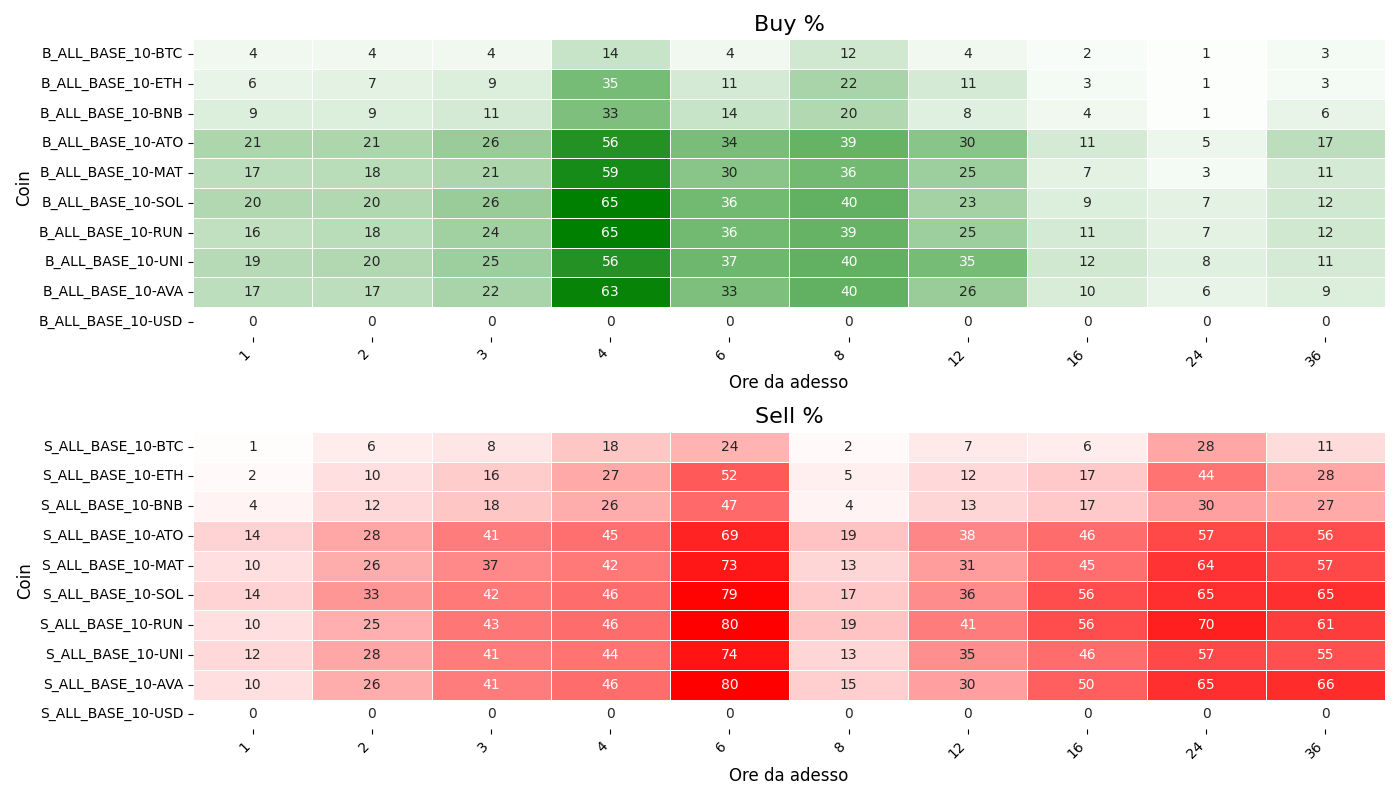 Buy %
Coin
B_ALL_BASE_10-BTC 4 4 4 14 4 12 4 2 1 3
B_ALL_BASE_10-ETH 6 7 9 35 11 22 11 3 1 3
B_ALL_BASE_10-BNB 9 9 11 33 14 20 8 4 1 6
B_ALL_BASE_10-ATO 21 21 26 56 34 39 30 11 5 17
B_ALL_BASE_10-MAT 17 18 21 59 30 36 25 7 3 11
B_ALL_BASE_10-SOL 20 20 26 65 36 40 23 9 7 12
B_ALL_BASE_10-RUN 16 18 24 65 36 39 25 11 7 12
B_ALL_BASE_10-UNI 19 20 25 56 37 40 35 12 8 11
B_ALL_BASE_10-AVA 17 17 22 63 33 40 26 10 6 9
B_ALL_BASE_10-USD 0 0 0 0 0 0 0 0 0 0
1 2 3 4 6 8 12 16 24 36
Ore da adesso
Sell %
Coin
S_ALL_BASE_10-BTC 1 6 8 18 24 2 7 6 28 11
S_ALL_BASE_10-ETH 2 10 16 27 52 5 12 17 44 28
S_ALL_BASE_10-BNB 4 12 18 26 47 4 13 17 30 27
S_ALL_BASE_10-ATO 14 28 41 45 69 19 38 46 57 56
S_ALL_BASE_10-MAT 10 26 37 42 73 13 31 45 64 57
S_ALL_BASE_10-SOL 14 33 42 46 79 17 36 56 65 65
S_ALL_BASE_10-RUN 10 25 43 46 80 19 41 56 70 61
S_ALL_BASE_10-UNI 12 28 41 44 74 13 35 46 57 55
S_ALL_BASE_10-AVA 10 26 41 46 80 15 30 50 65 66
S_ALL_BASE_10-USD 0 0 0 0 0 0 0 0 0 0
1 2 3 4 6 8 12 16 24 36
Ore da adesso